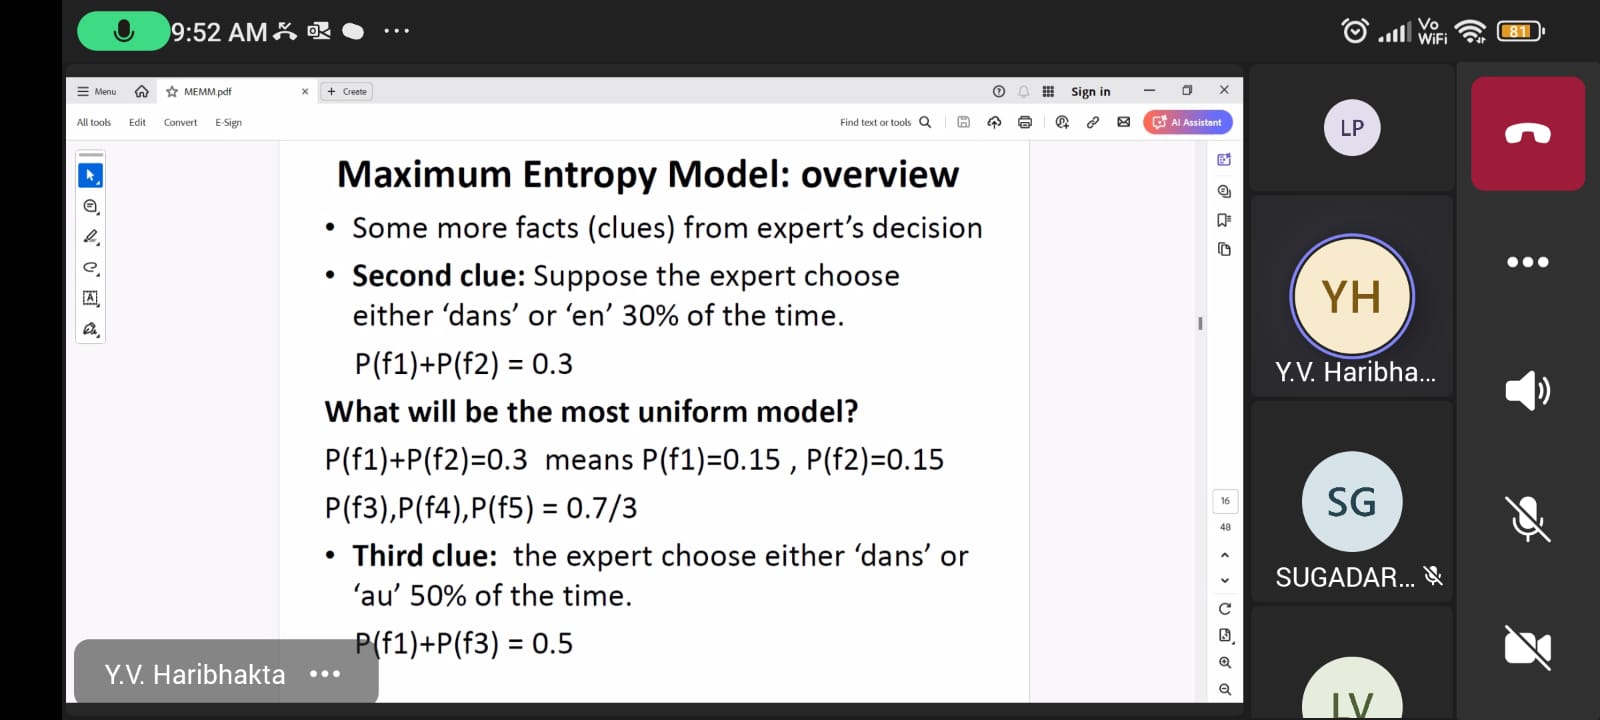 9:52 AM
Vo
WiFi
81
Menu
MEMM.pdf
+ Create
Sign in
All tools
Edit
Convert
E-Sign
Find text or tools
AI Assistant
Maximum Entropy Model: overview
• Some more facts (clues) from expert’s decision
• Second clue: Suppose the expert choose
either ‘dans’ or ‘en’ 30% of the time.
P(f1)+P(f2) = 0.3
What will be the most uniform model?
P(f1)+P(f2)=0.3 means P(f1)=0.15 , P(f2)=0.15
P(f3),P(f4),P(f5) = 0.7/3
• Third clue: the expert choose either ‘dans’ or
‘au’ 50% of the time.
P(f1)+P(f3) = 0.5
16
48
Y.V. Haribhakta
LP
YH
Y.V. Haribha...
SG
SUGADAR...
LV